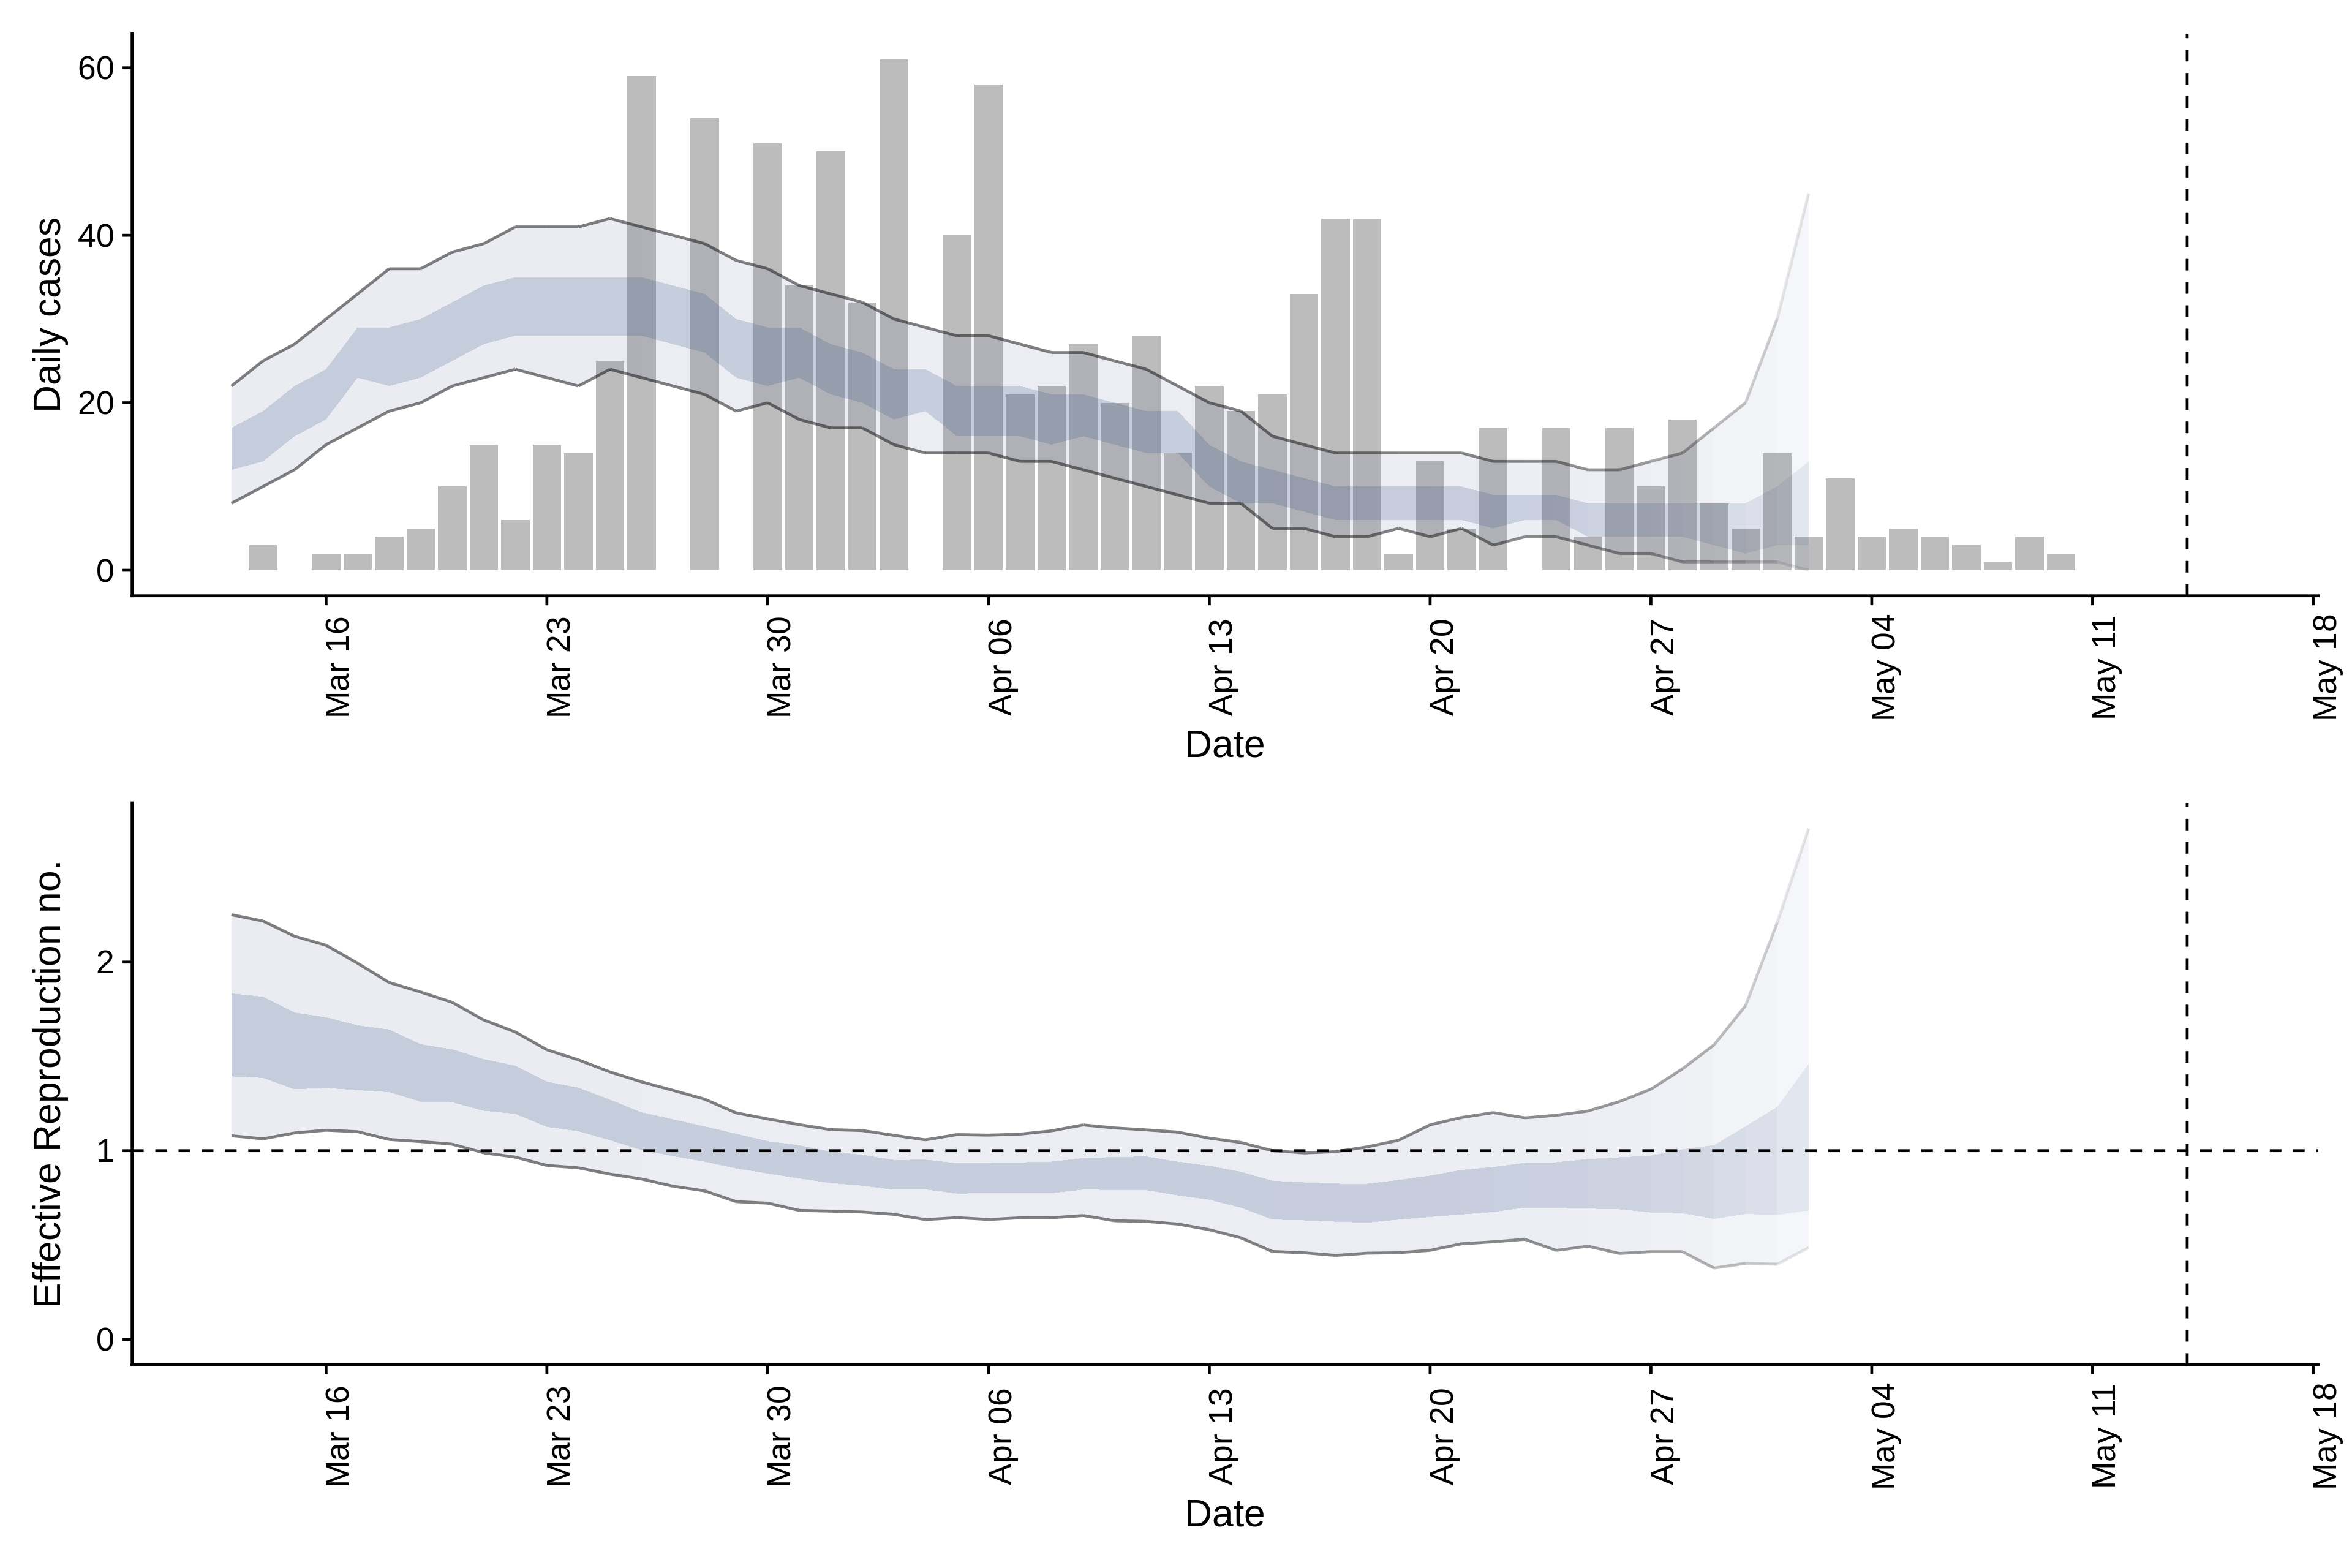 Daily cases
60
40
20
0
Mar 16
Mar 23
Mar 30
Apr 06
Apr 13
Apr 20
Apr 27
May 04
May 11
May 18
Date
Effective Reproduction no.
2
1
0
Mar 16
Mar 23
Mar 30
Apr 06
Apr 13
Apr 20
Apr 27
May 04
May 11
May 18
Date